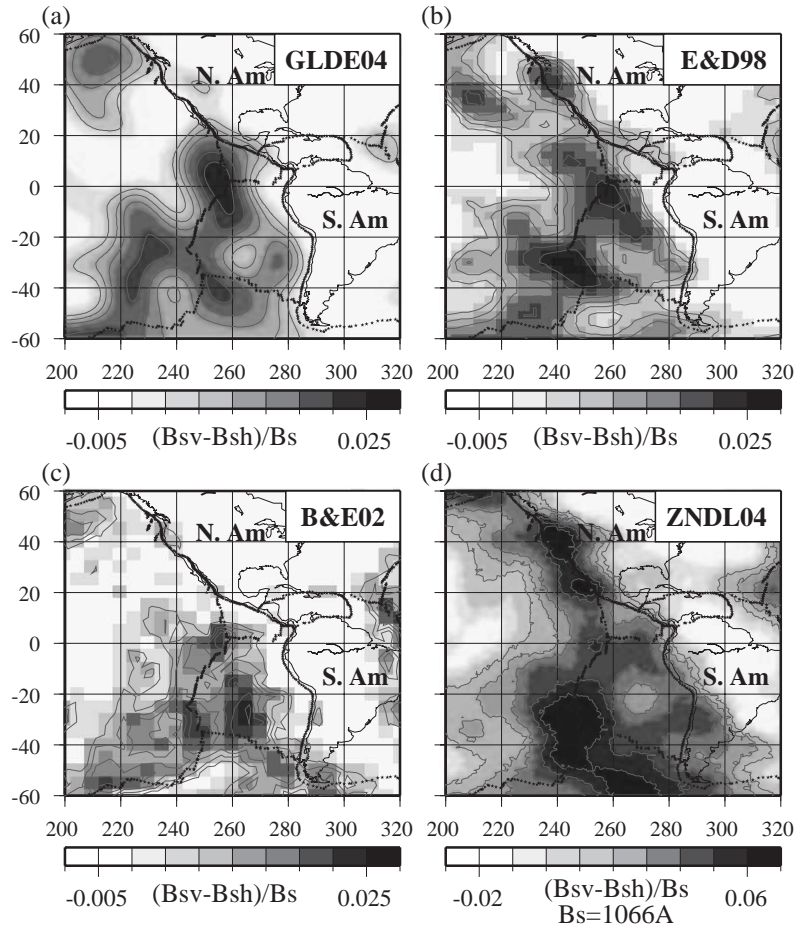 (a)
(b)
60
40
20
0
-20
-40
-60
GLDE04
N. Am
S. Am
E&D98
N. Am
S. Am
200 220 240 260 280 300 320
200 220 240 260 280 300 320
-0.005 (Bsv-Bsh)/Bs 0.025
-0.005 (Bsv-Bsh)/Bs 0.025
(c)
(d)
60
40
20
0
-20
-40
-60
B&E02
N. Am
S. Am
ZNDL04
N. Am
S. Am
200 220 240 260 280 300 320
200 220 240 260 280 300 320
-0.005 (Bsv-Bsh)/Bs 0.025
-0.02 (Bsv-Bsh)/Bs 0.06
Bs=1066A